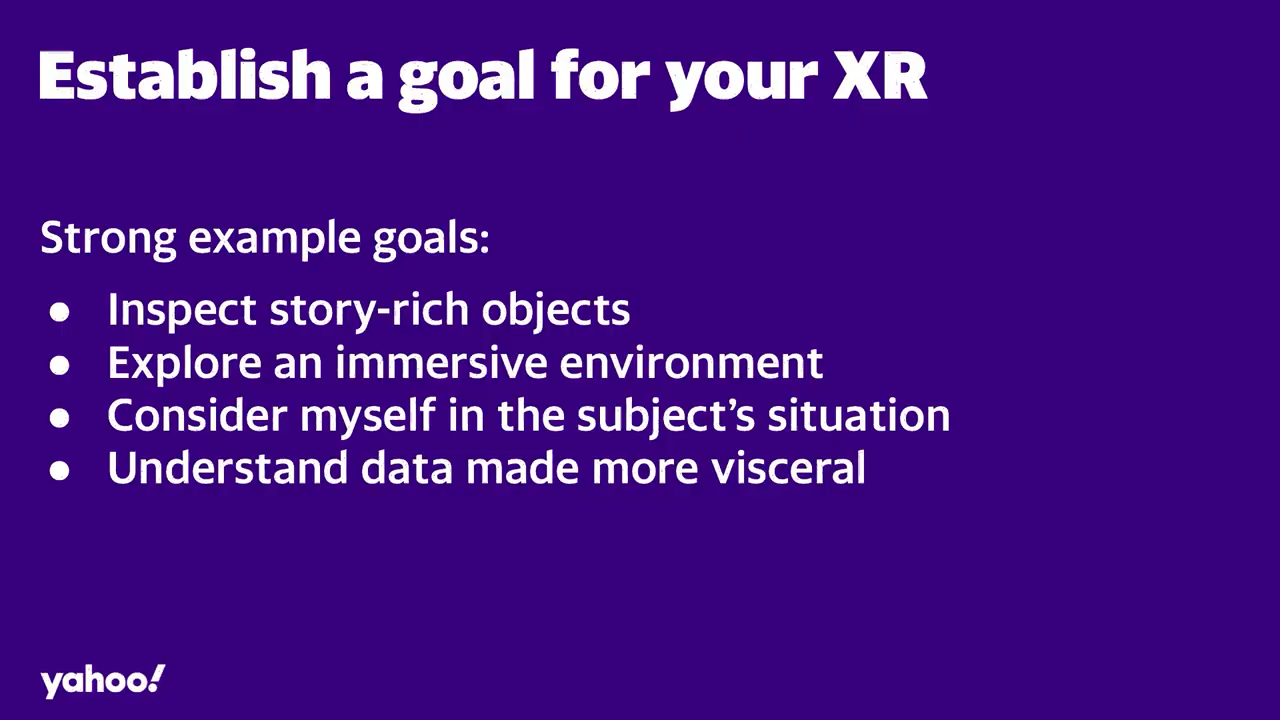 Establish a goal for your XR
Strong example goals:
● Inspect story-rich objects
● Explore an immersive environment
● Consider myself in the subject’s situation
● Understand data made more visceral
yahoo!